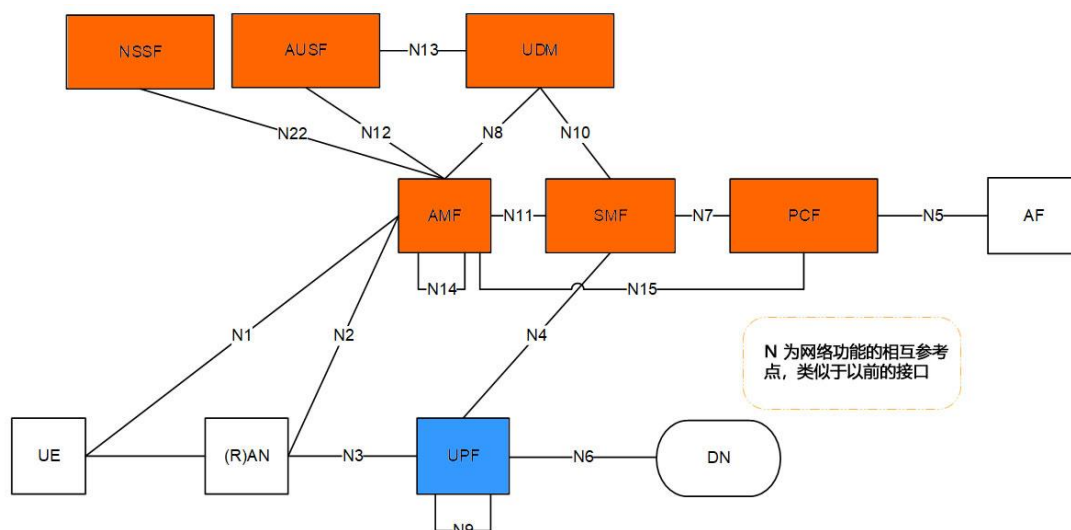 NSSF
AUSF
N13
UDM
N22
N12
N8
N10
AMF
N11
SMF
N7
PCF
N5
AF
N14
N15
N1
N2
N4
N 为网络功能的相互参考
点，类似于以前的接口
UE
(R)AN
N3
UPF
N6
DN
N9